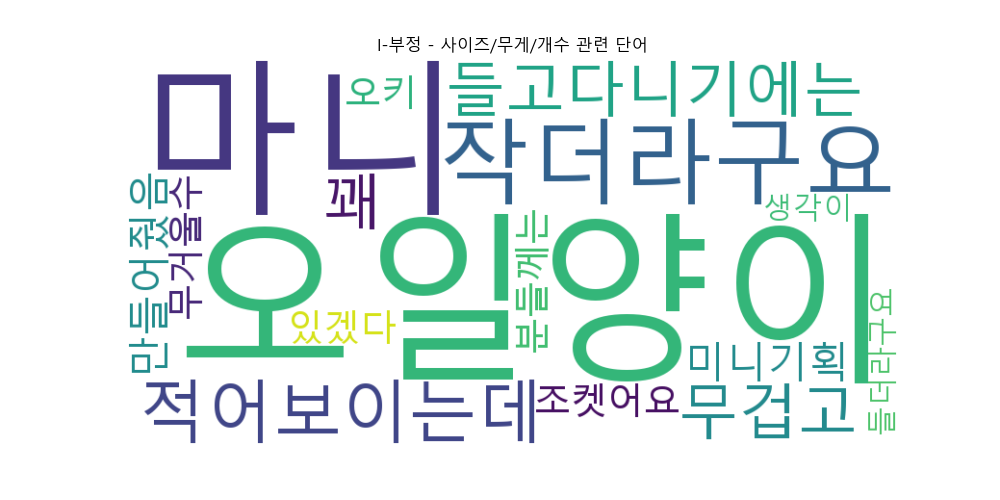 I-부정 - 사이즈/무게/개수 관련 단어
마니
오키
들고다니기에는
작더라구요
꽤
생각이
만들어졌음
무거울수
오일양이
분들께는
있겠다
들더라구요
미니기획
적어보이는데
조켓어요
무겁고